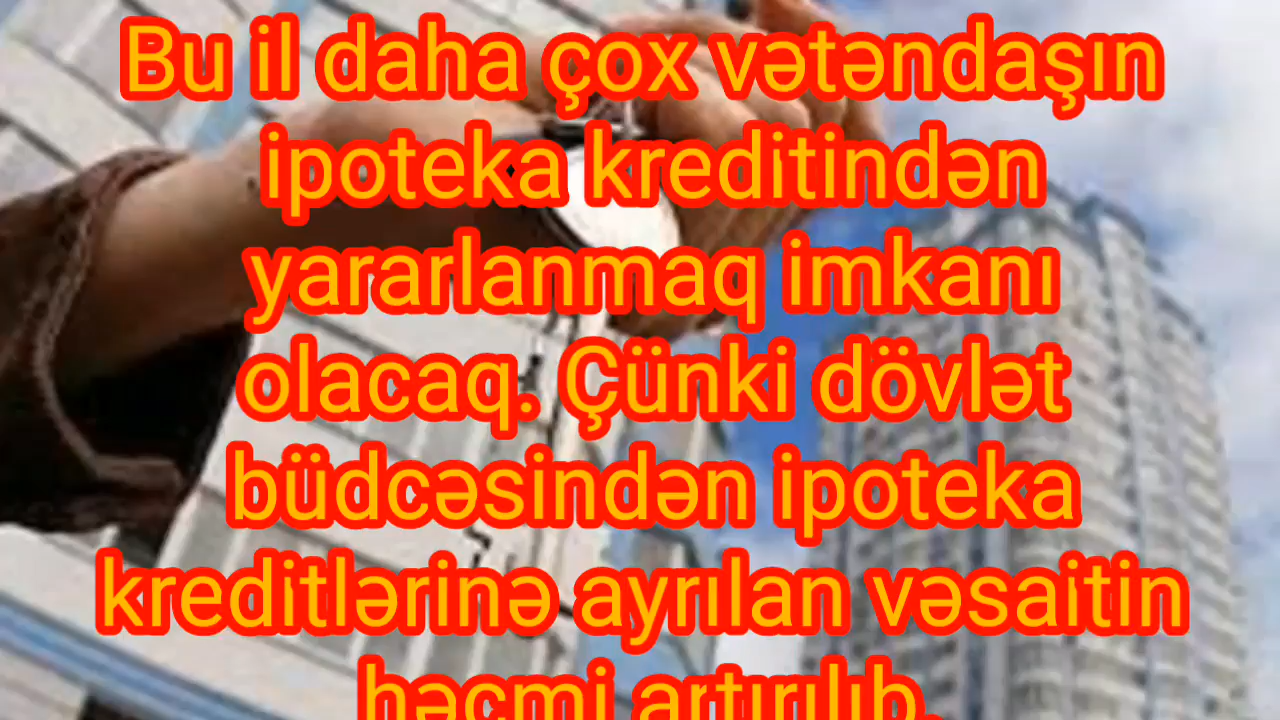 Bu il daha çox vətəndaşın
ipoteka kreditindən
yararlanmaq imkanı
olacaq. Çünki dövlət
büdcəsindən ipoteka
kreditlərinə ayrılan vəsaitin
həcmi artırılıb.